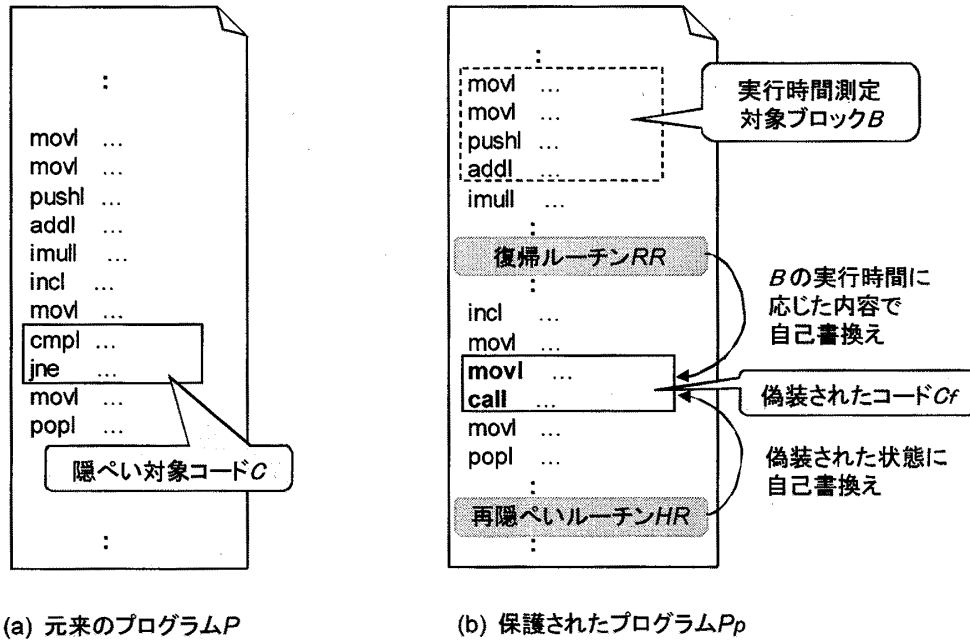 :
movl ...
movl ...
pushl ...
addl ...
imull ...
incl ...
movl ...
cmpl ...
jne ...
movl ...
popl ...
隠ぺい対象コードC
:
(a) 元来のプログラムP
:
movl ...
movl ...
pushl ...
addl ...
imull ...
:
実行時間測定
対象ブロックB
復帰ルーチンRR
:
incl ...
movl ...
movl ...
call ...
movl ...
popl ...
:
Bの実行時間に
応じた内容で
自己書換え
偽装されたコードCf
偽装された状態に
自己書換え
再隠ぺいルーチンHR
:
(b) 保護されたプログラムPp